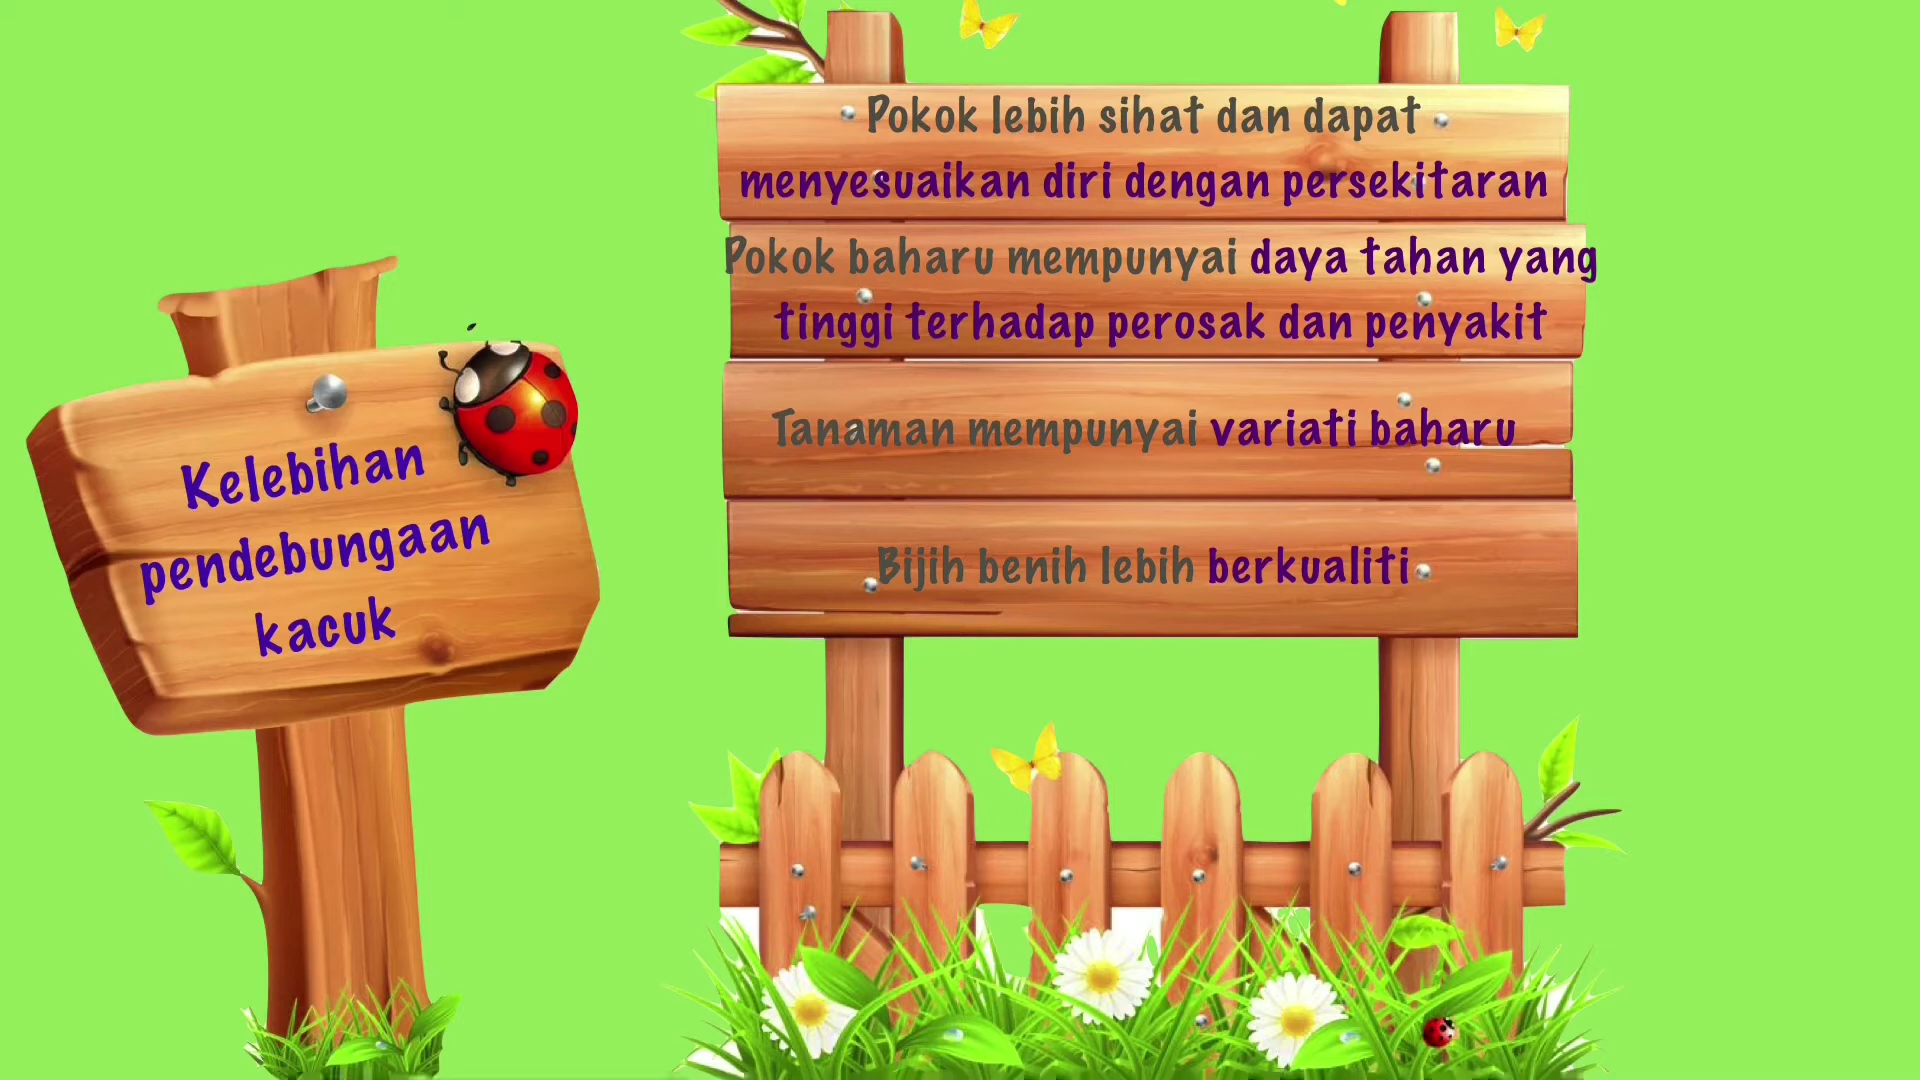 Kelebihan
pendebungaan
kacuk
Pokok lebih sihat dan dapat
menyesuaikan diri dengan persekitaran
Pokok baharu mempunyai daya tahan yang
tinggi terhadap perosak dan penyakit
Tanaman mempunyai variati baharu
Bijih benih lebih berkualiti